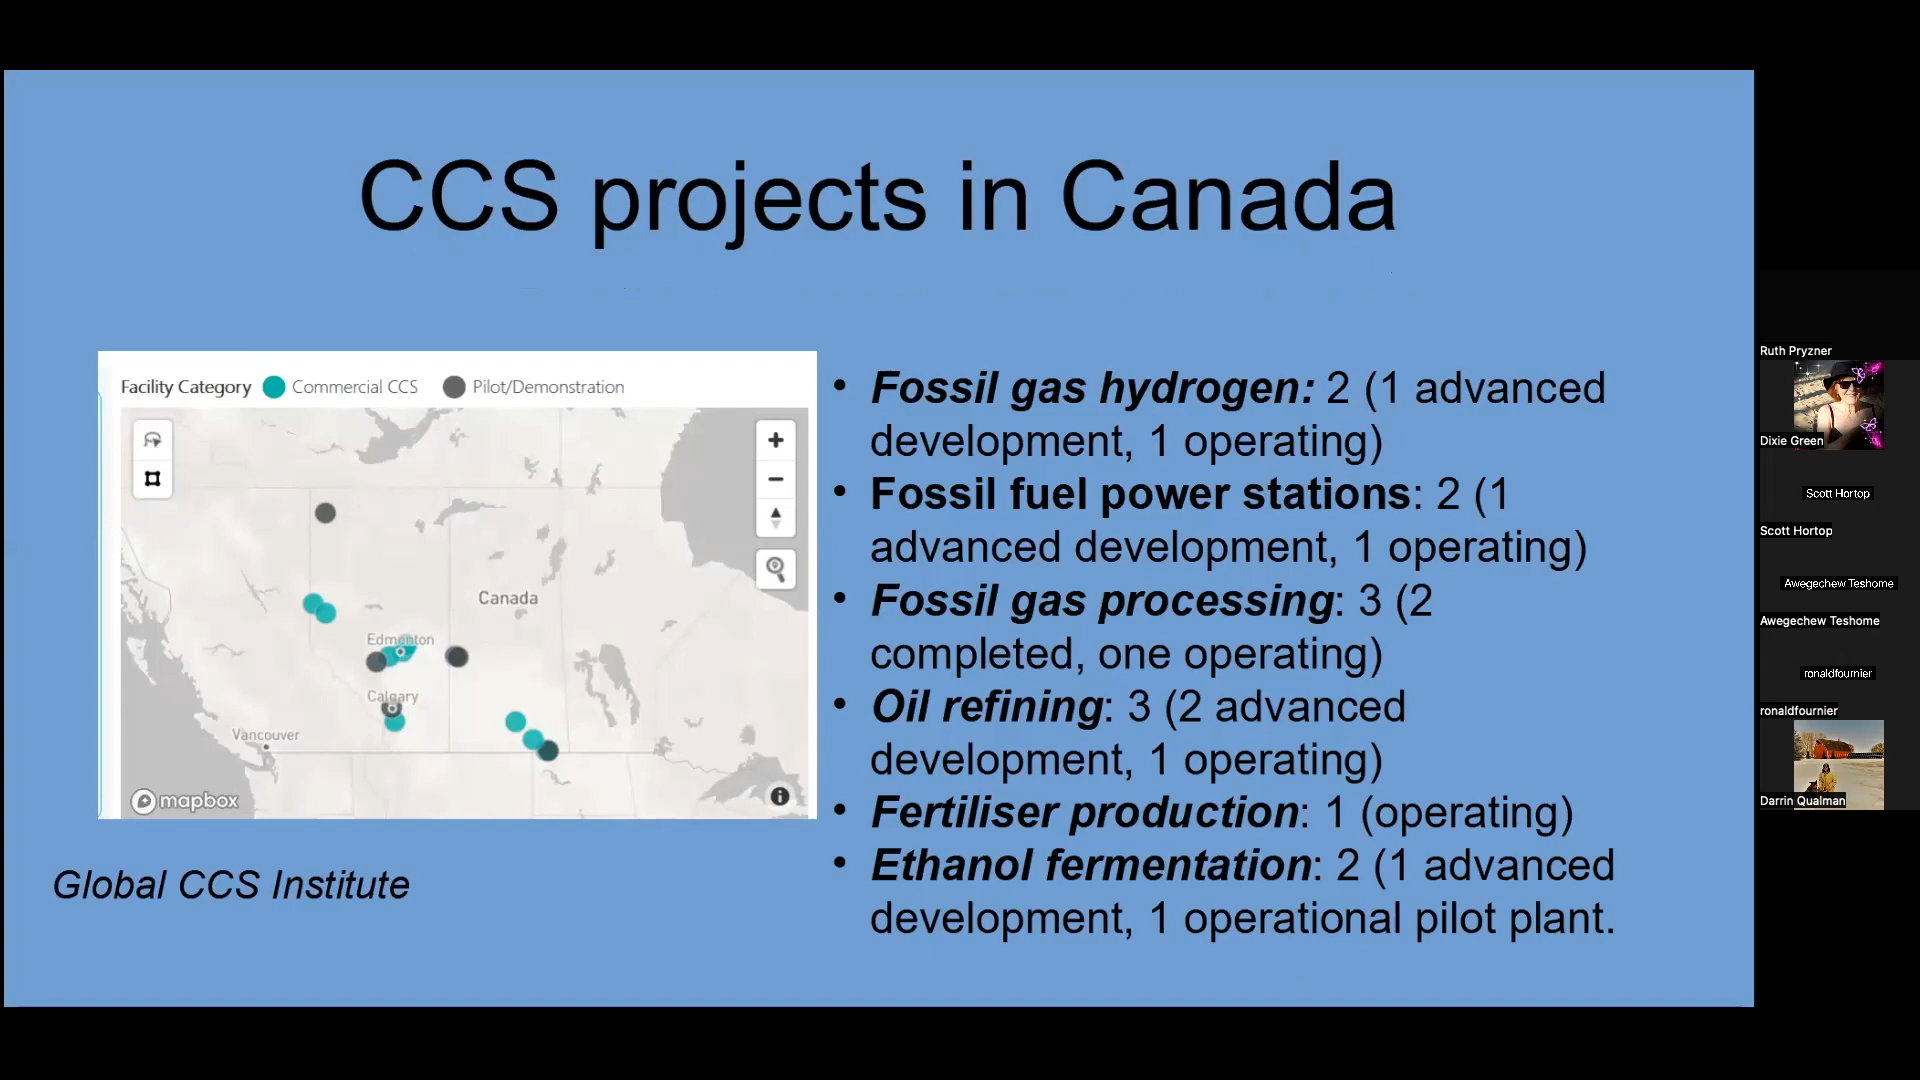 CCS projects in Canada
Facility Category Commercial CCS Pilot/Demonstration
Canada
Edmonton
Calgary
Vancouver
mapbox
Global CCS Institute
• Fossil gas hydrogen: 2 (1 advanced
development, 1 operating)
• Fossil fuel power stations: 2 (1
advanced development, 1 operating)
• Fossil gas processing: 3 (2
completed, one operating)
• Oil refining: 3 (2 advanced
development, 1 operating)
• Fertiliser production: 1 (operating)
• Ethanol fermentation: 2 (1 advanced
development, 1 operational pilot plant.
Ruth Pryzner
Dixie Green
Scott Hortop
Scott Hortop
Awegechew Teshome
Awegechew Teshome
ronaldfournier
ronaldfournier
Darrin Qualman